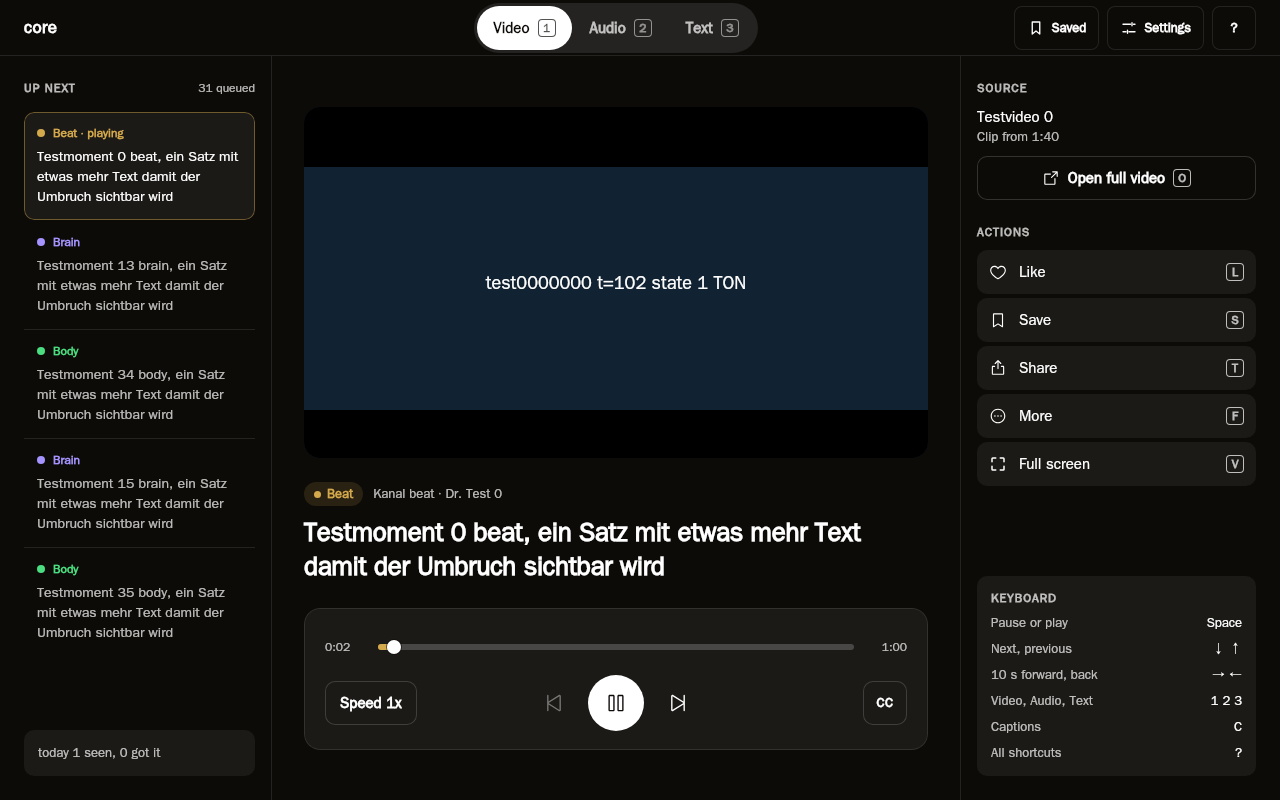 core
Video 1
Audio 2
Text 3
Saved
Settings
?
UP NEXT
31 queued
Beat · playing
Testmoment 0 beat, ein Satz mit
etwas mehr Text damit der
Umbruch sichtbar wird
Brain
Testmoment 13 brain, ein Satz
mit etwas mehr Text damit der
Umbruch sichtbar wird
Body
Testmoment 34 body, ein Satz
mit etwas mehr Text damit der
Umbruch sichtbar wird
Brain
Testmoment 15 brain, ein Satz
mit etwas mehr Text damit der
Umbruch sichtbar wird
Body
Testmoment 35 body, ein Satz
mit etwas mehr Text damit der
Umbruch sichtbar wird
today 1 seen, 0 got it
test0000000 t=102 state 1 TON
Beat
Kanal beat · Dr. Test 0
Testmoment 0 beat, ein Satz mit etwas mehr Text
damit der Umbruch sichtbar wird
0:02
1:00
Speed 1x
CC
SOURCE
Testvideo 0
Clip from 1:40
Open full video O
ACTIONS
Like L
Save S
Share T
More F
Full screen V
KEYBOARD
Pause or play Space
Next, previous ↓ ↑
10 s forward, back → ←
Video, Audio, Text 1 2 3
Captions C
All shortcuts ?